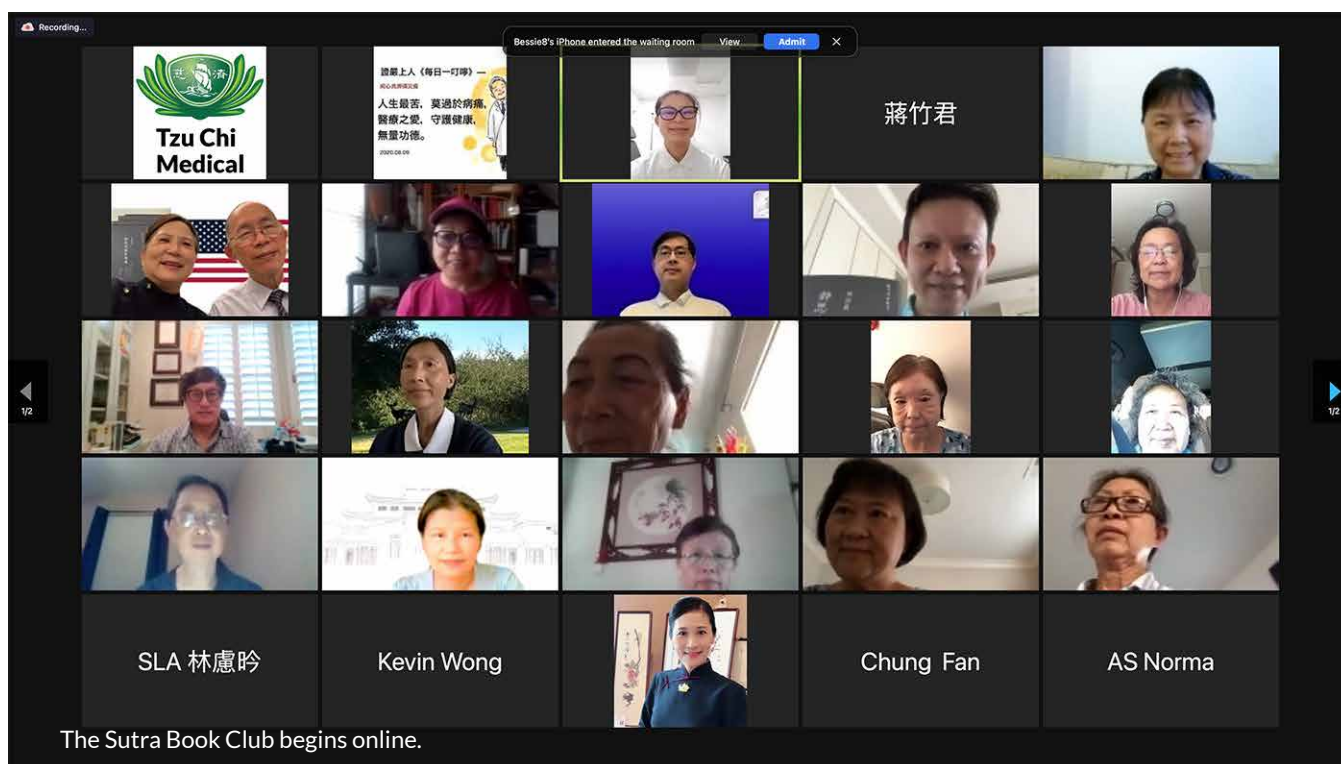 Recording...
Bessie8's iPhone entered the waiting room View Admit
慈 濟
Tzu Chi
Medical
證嚴上人《每日一叮嚀》—
人生最苦，莫過於病痛，
醫療之愛，守護健康，
無量功德。
2020.08.09
蔣竹君
1/2
1/2
SLA 林慮昑
Kevin Wong
Chung Fan
AS Norma
The Sutra Book Club begins online.